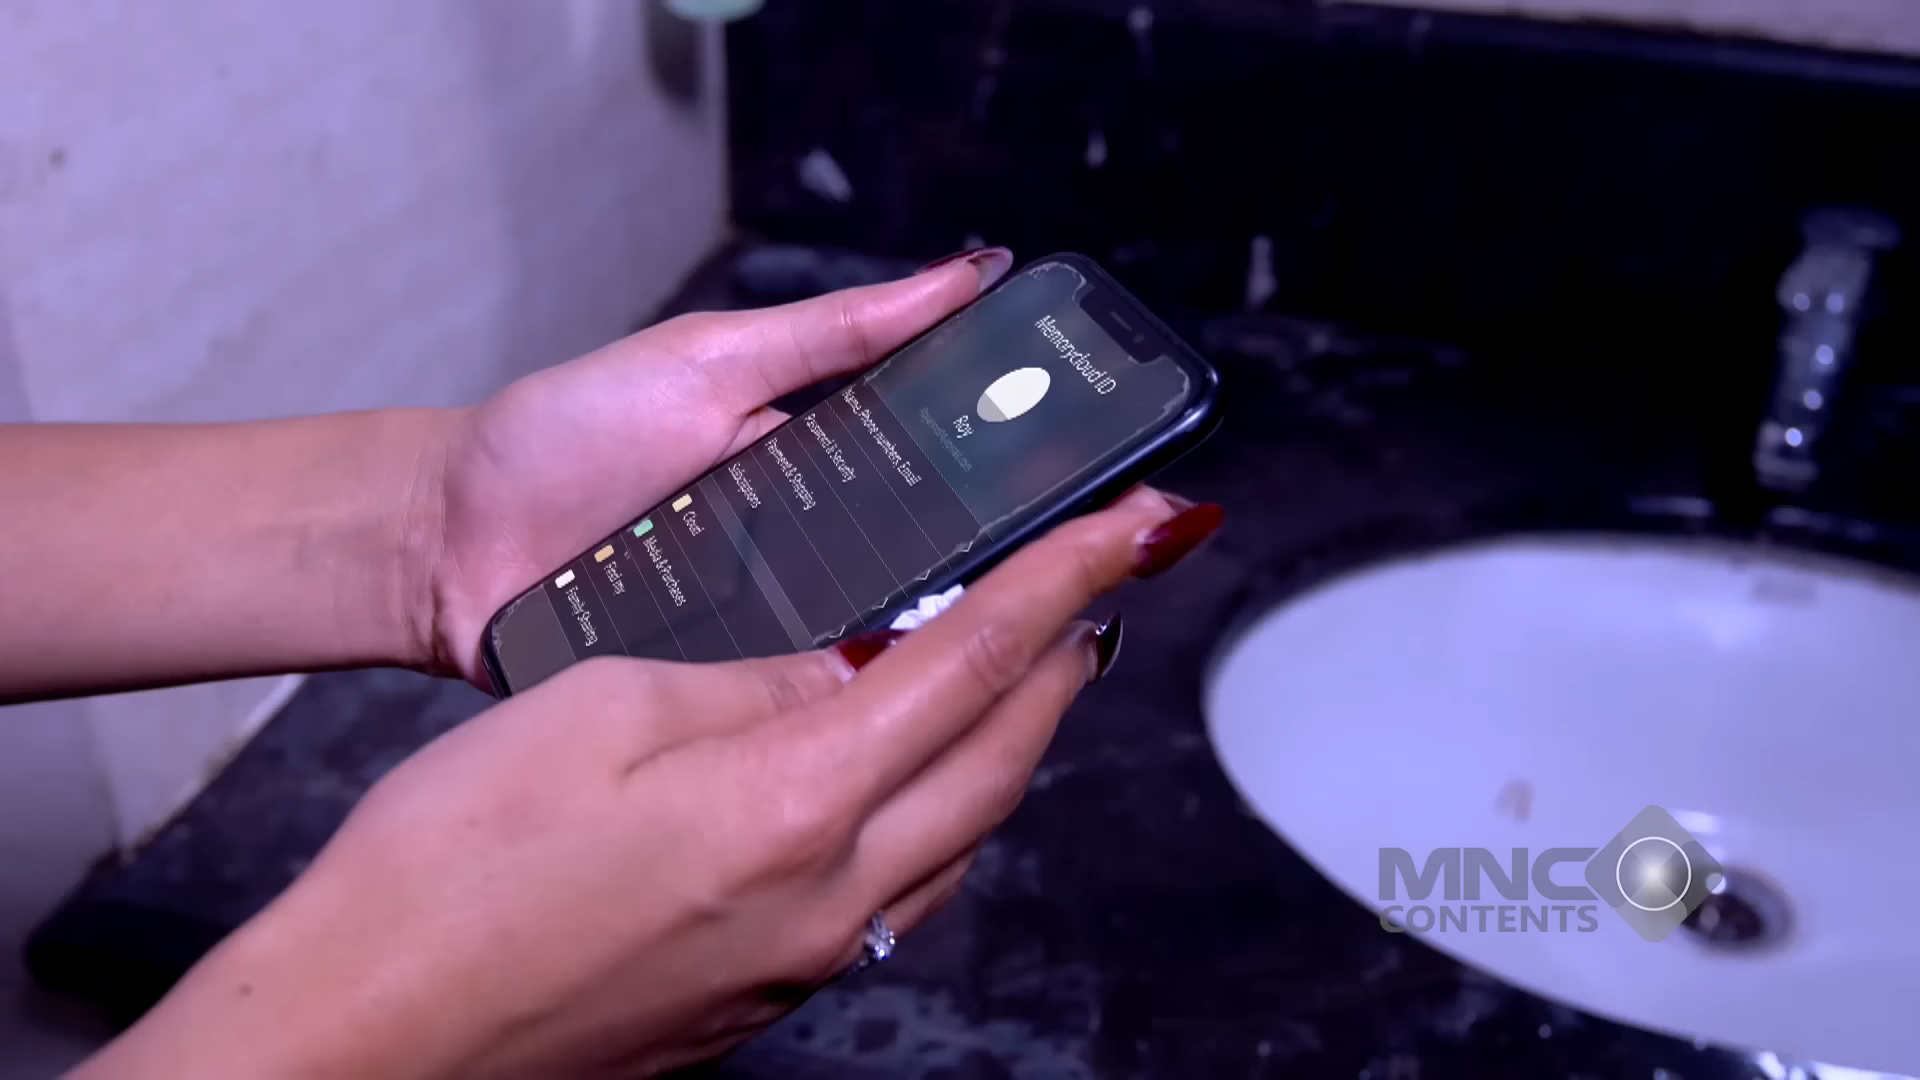 Memorycloud ID
Roy
Name, Phone numbers, Email
Password & Security
Payment & Shipping
Subscriptions
Cloud
Media & Purchases
Find my
Family Sharing
MNC
CONTENTS